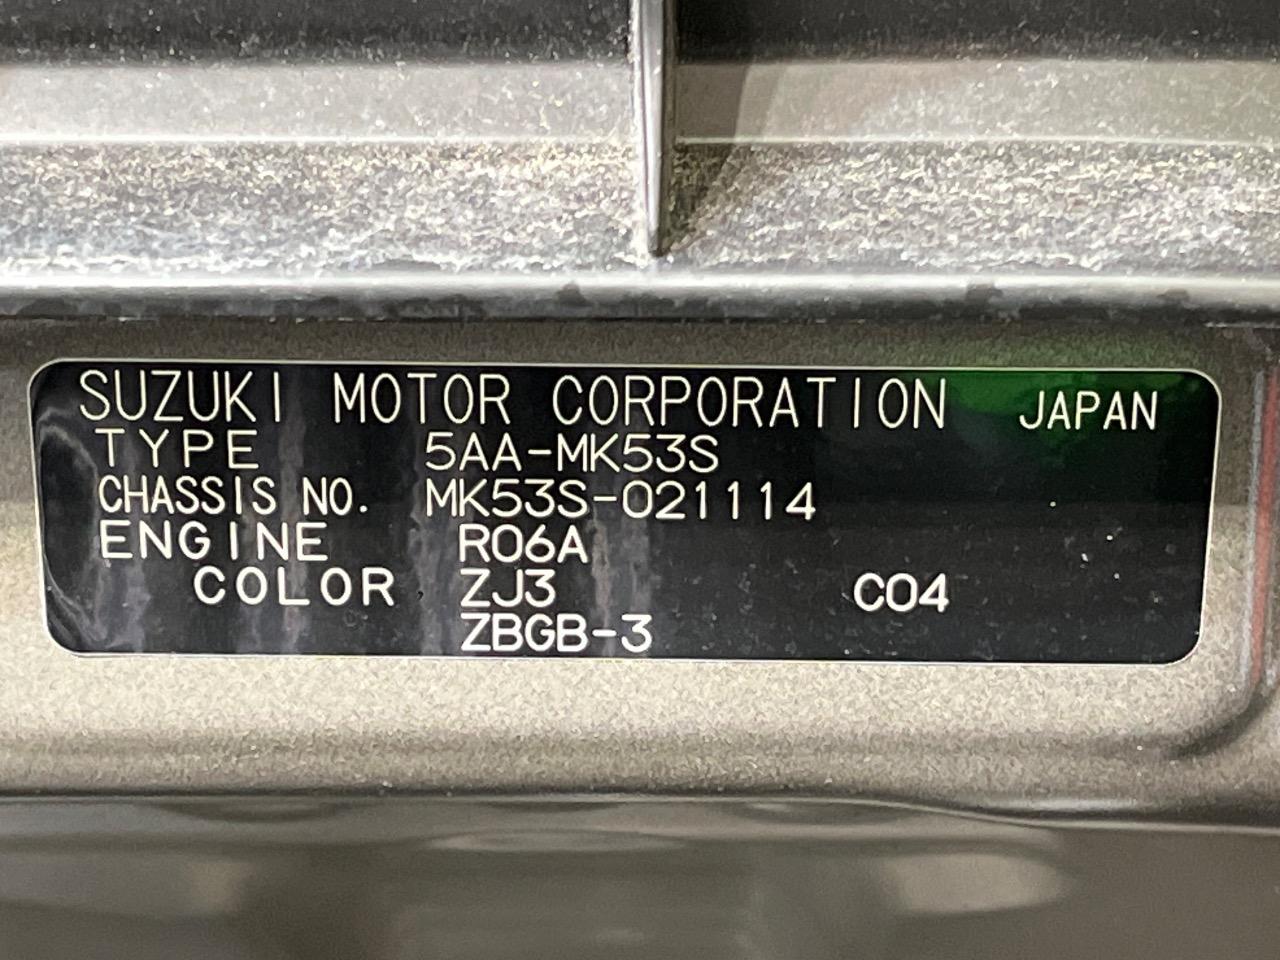 SUZUKI MOTOR CORPORATION JAPAN
TYPE 5AA-MK53S
CHASSIS NO. MK53S-021114
ENGINE R06A
COLOR ZJ3 C04
ZBGB-3